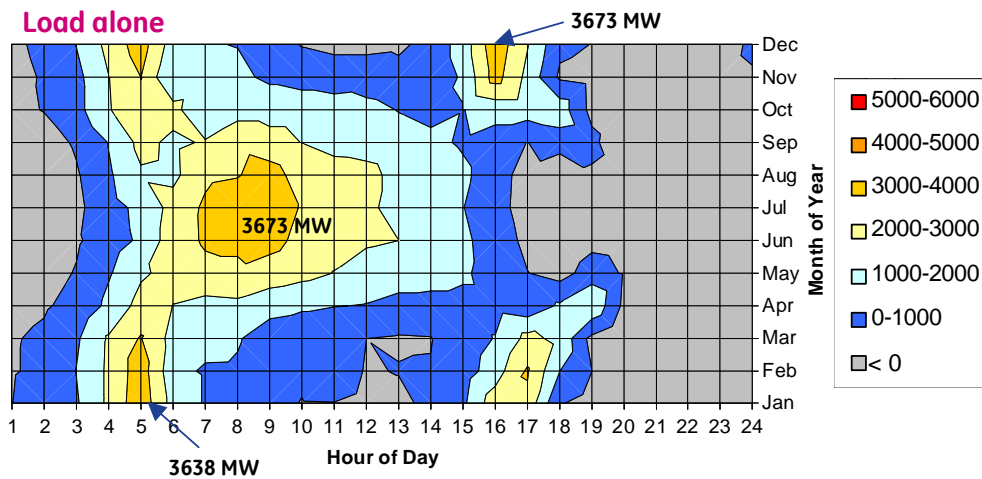 Load alone
3673 MW
Dec
Nov
Oct
Sep
Aug
Jul
Jun
May
Apr
Mar
Feb
Jan
Month of Year
3673 MW
1 2 3 4 5 6 7 8 9 10 11 12 13 14 15 16 17 18 19 20 21 22 23 24
Hour of Day
3638 MW
5000-6000
4000-5000
3000-4000
2000-3000
1000-2000
0-1000
< 0